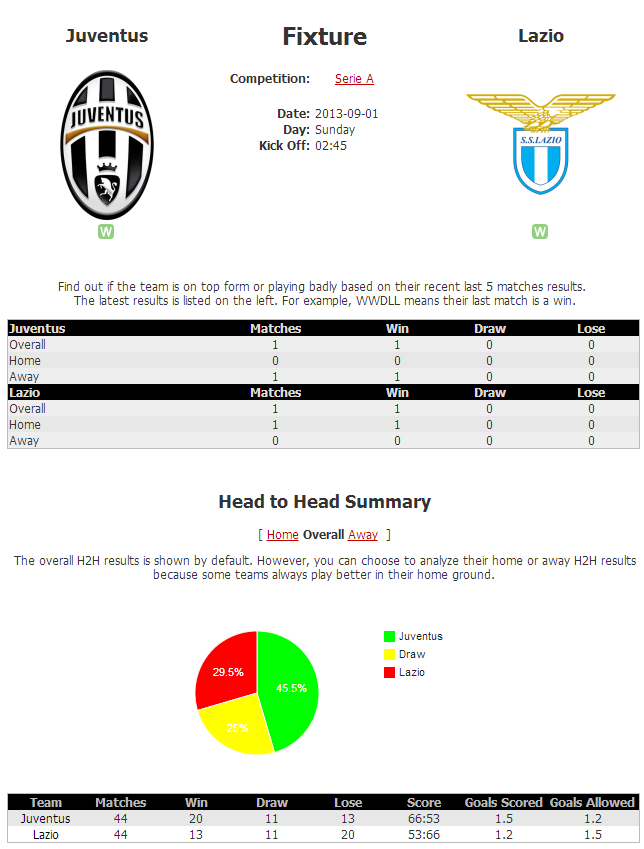 Juventus
Fixture
Lazio
Competition: Serie A
JUVENTUS
S.S.LAZIO
Date: 2013-09-01
Day: Sunday
Kick Off: 02:45
W
W
Find out if the team is on top form or playing badly based on their recent last 5 matches results.
The latest results is listed on the left. For example, WWDLL means their last match is a win.
Juventus Matches Win Draw Lose
Overall 1 1 0 0
Home 0 0 0 0
Away 1 1 0 0
Lazio Matches Win Draw Lose
Overall 1 1 0 0
Home 1 1 0 0
Away 0 0 0 0
Head to Head Summary
[ Home Overall Away ]
The overall H2H results is shown by default. However, you can choose to analyze their home or away H2H results
because some teams always play better in their home ground.
Juventus
Draw
Lazio
29.5%
45.5%
25%
Team Matches Win Draw Lose Score Goals Scored Goals Allowed
Juventus 44 20 11 13 66:53 1.5 1.2
Lazio 44 13 11 20 53:66 1.2 1.5